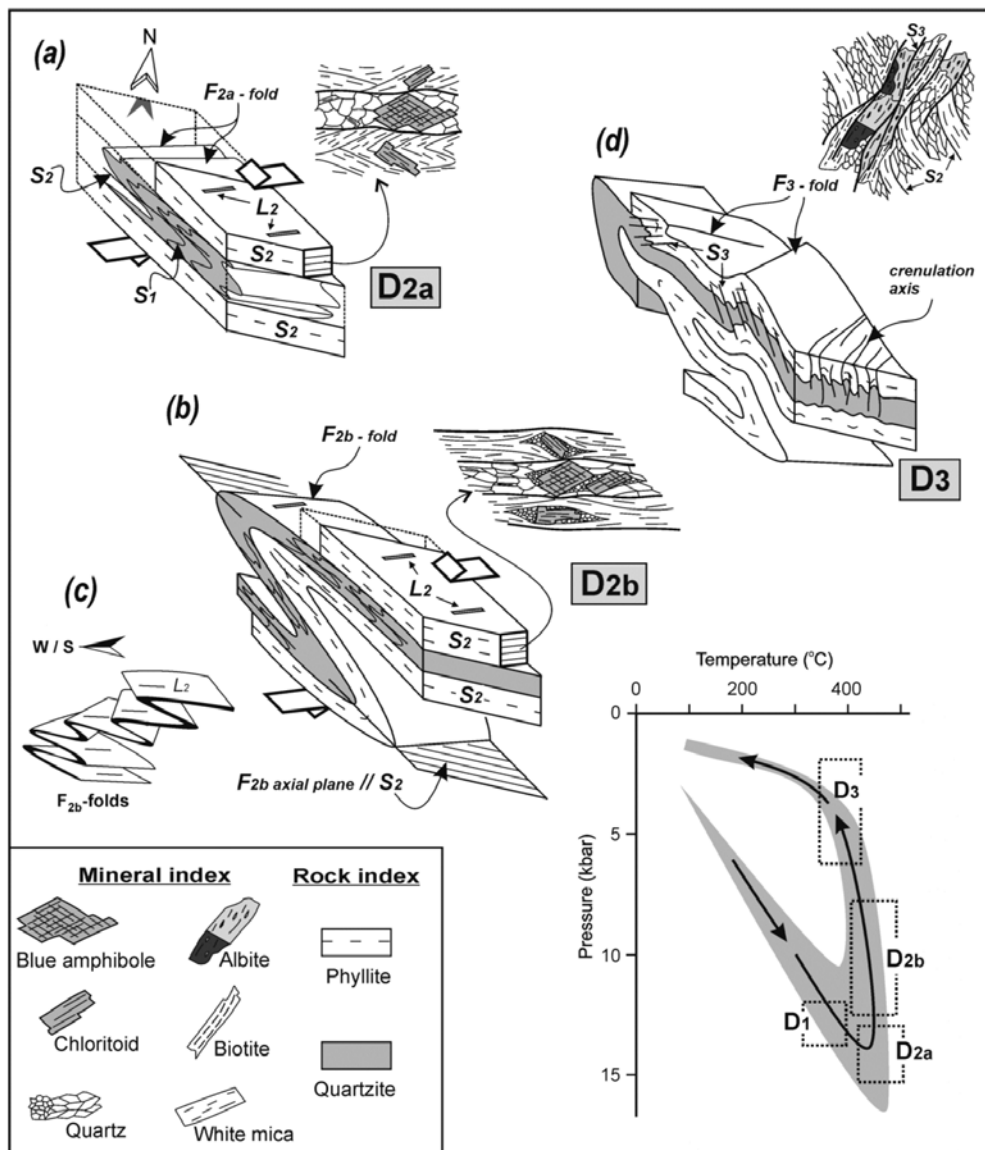 (a)
N
F2a - fold
S2
L2
S1
S2
S2
D2a
(d)
S3
S2
F3 - fold
S3
crenulation
axis
D3
(b)
F2b - fold
L2
S2
S2
D2b
F2b axial plane // S2
(c)
W / S
L2
F2b-folds
Temperature (°C)
0 200 400
0
5
10
15
Pressure (kbar)
D3
D2b
D1
D2a
Mineral index
Rock index
Blue amphibole
Albite
Phyllite
Chloritoid
Biotite
Quartz
White mica
Quartzite